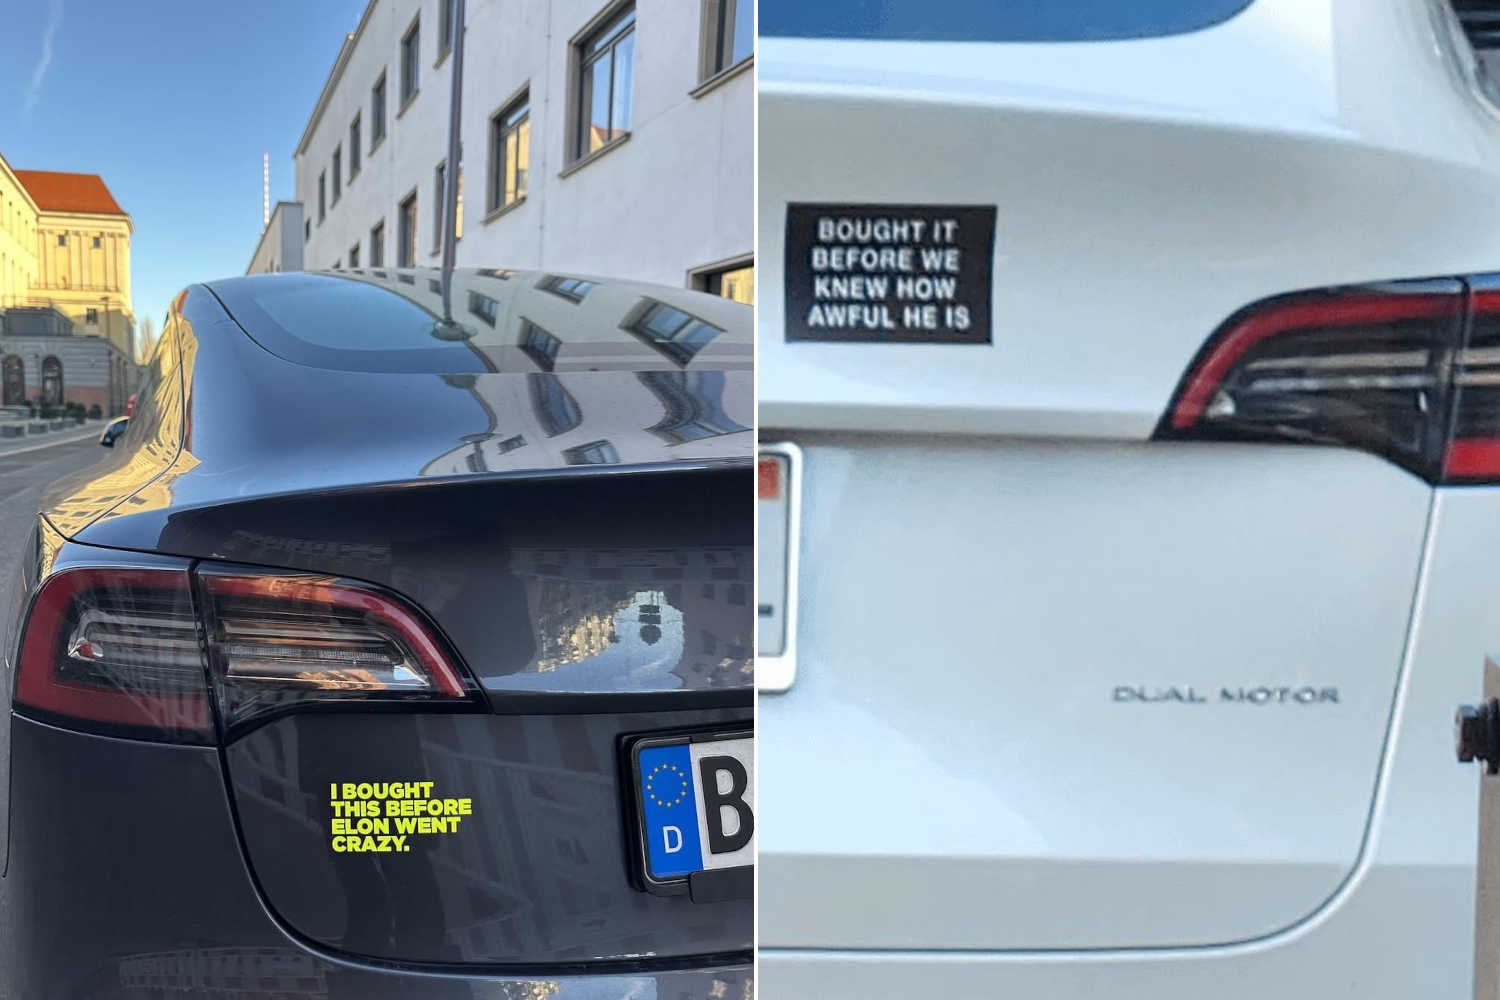 I BOUGHT
THIS BEFORE
ELON WENT
CRAZY.
D
B
BOUGHT IT
BEFORE WE
KNEW HOW
AWFUL HE IS
DUAL MOTOR